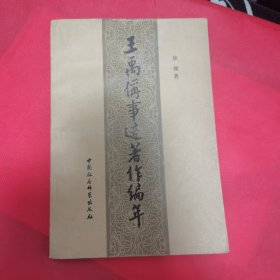 王禹偁事迹著作编年
徐规著
中国社会科学出版社